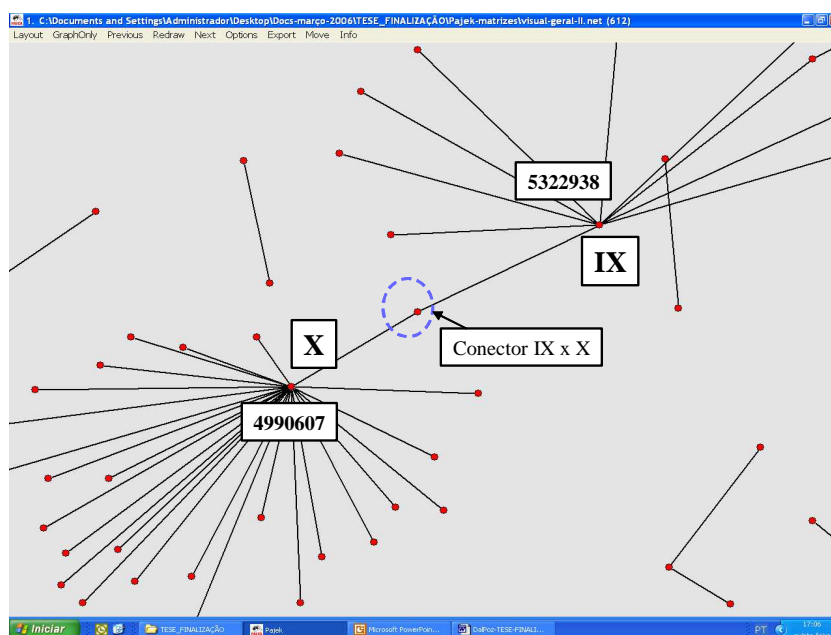 1. C:\Documents and Settings\Administrador\Desktop\Docs-março-2006\TESE_FINALIZAÇÃO\Pajek-matrizes\visual-geral-II.net (612)
Layout GraphOnly Previous Redraw Next Options Export Move Info
5322938
IX
X
Conector IX x X
4990607
Iniciar TESE_FINALIZAÇÃO Pajek Microsoft PowerPoin... DalPoz-TESE-FINALI... PT 17:06